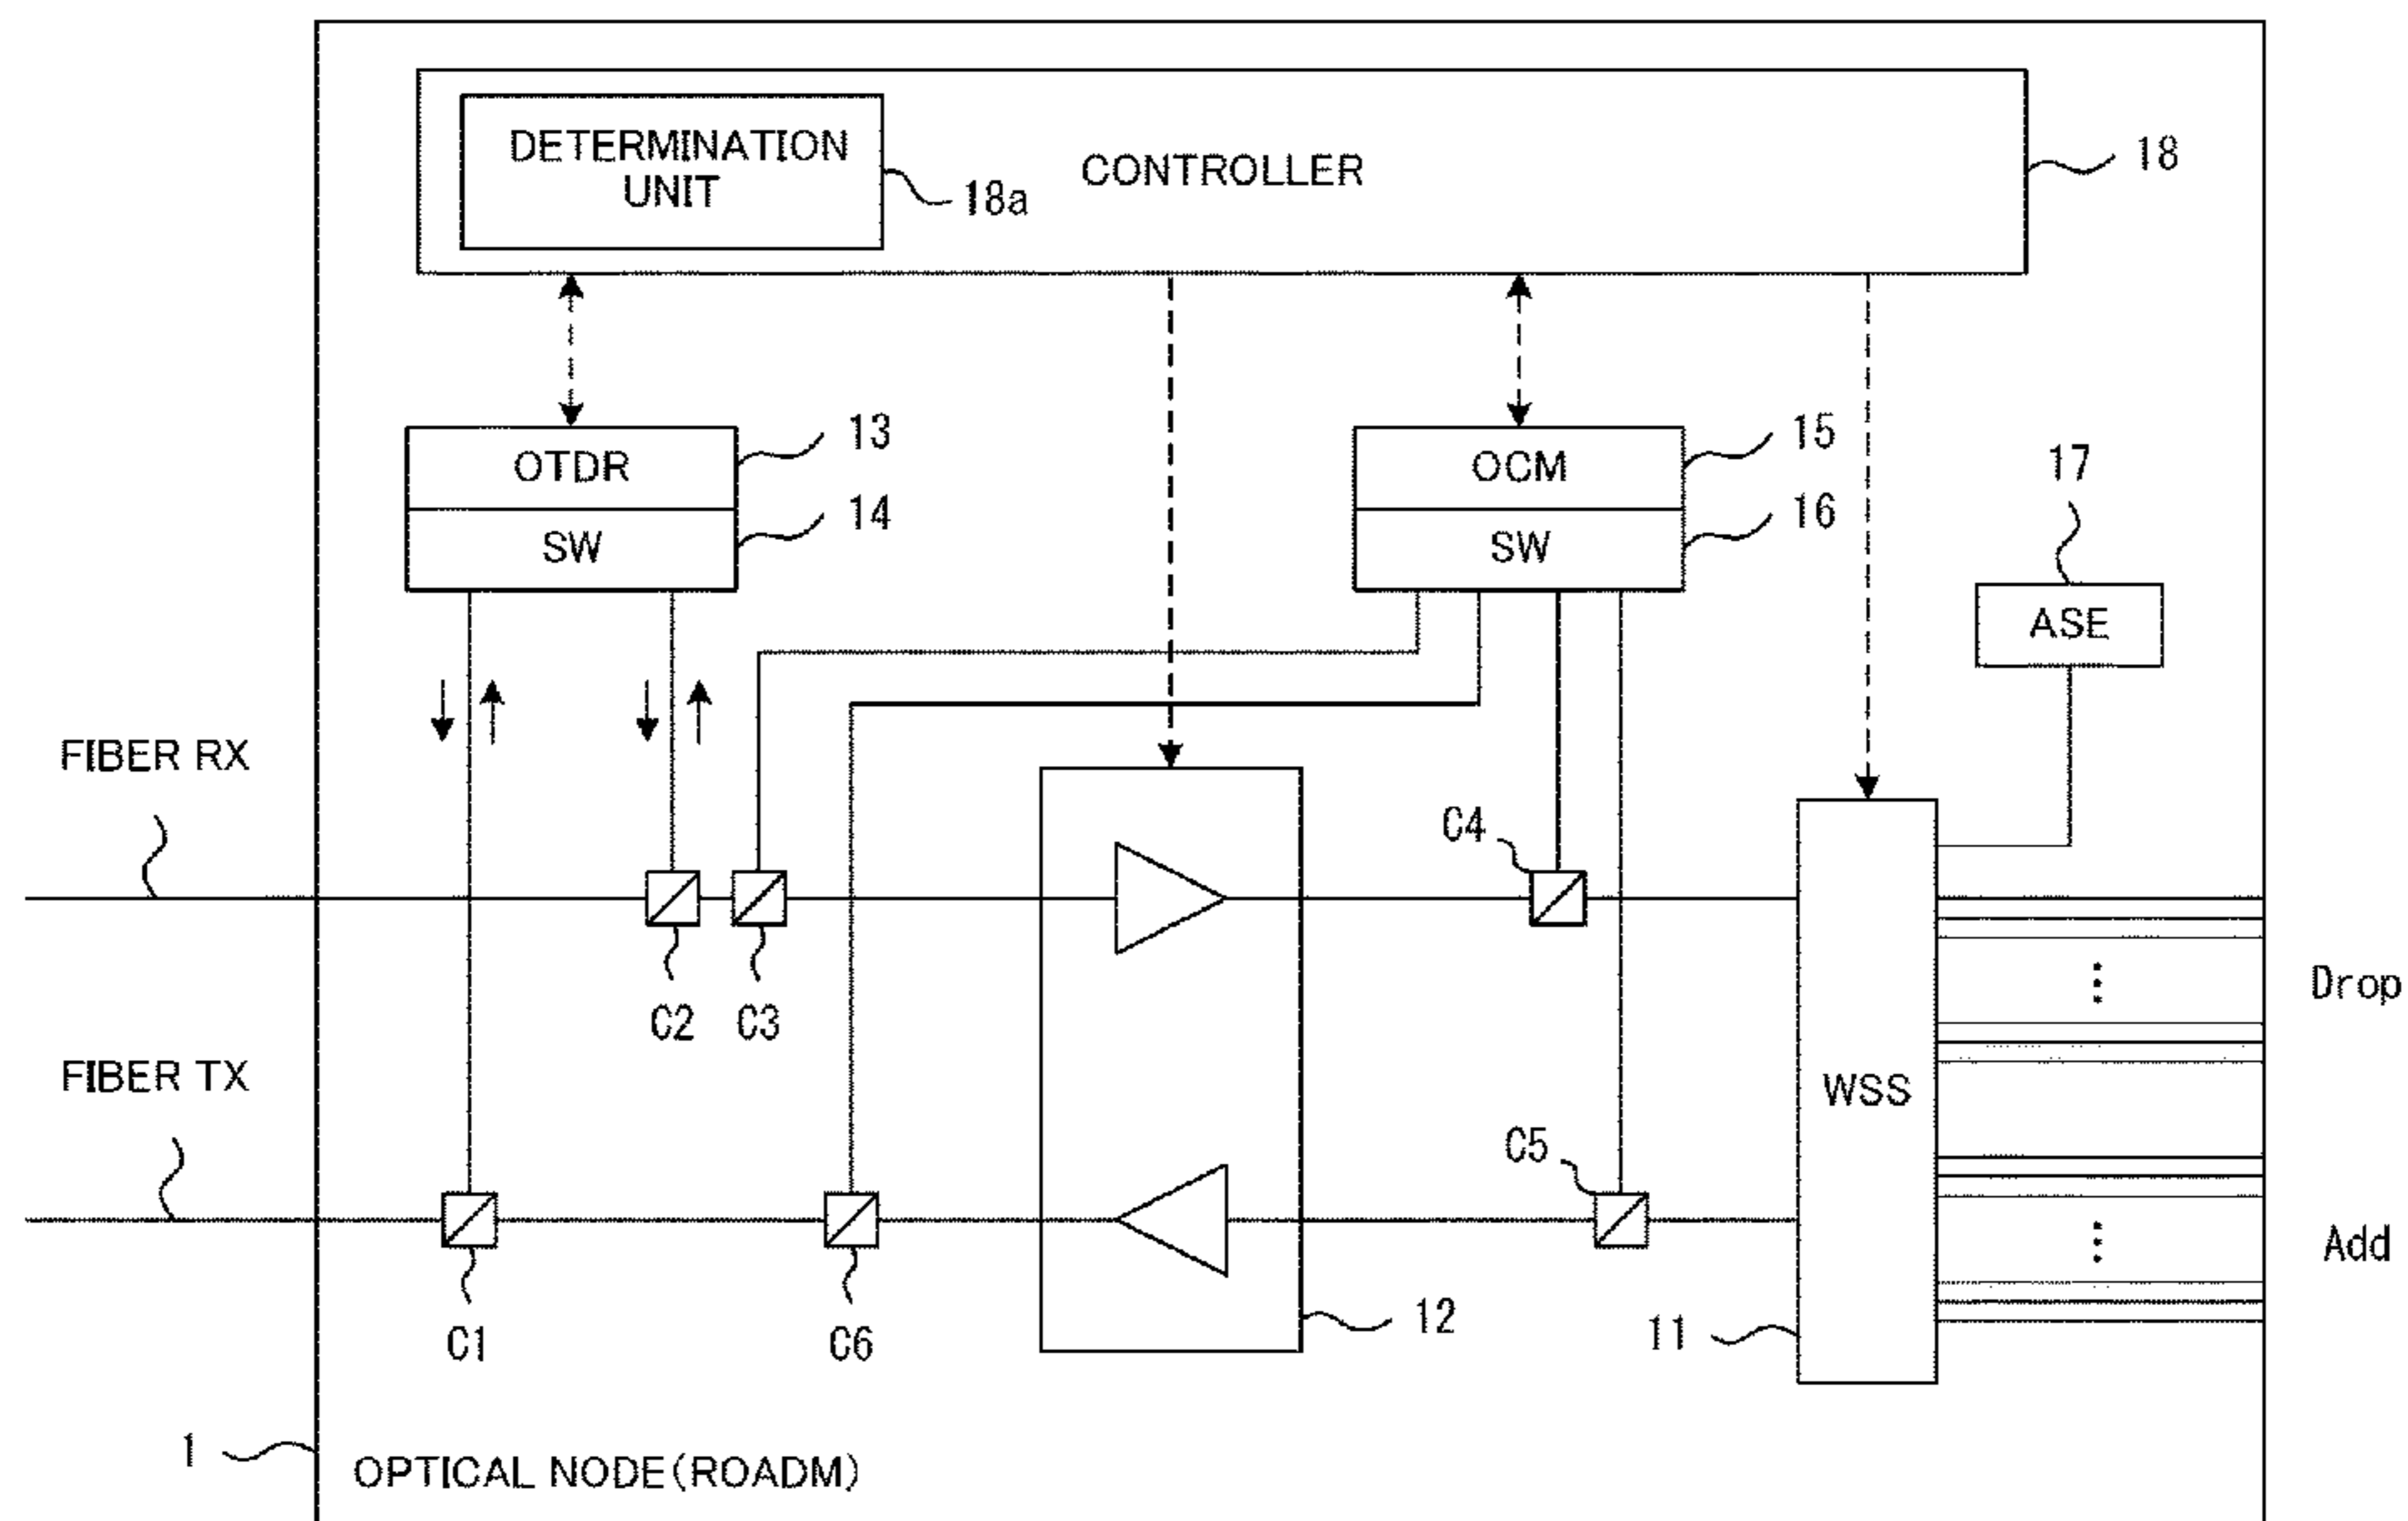 DETERMINATION
UNIT
18a
CONTROLLER
18
OTDR
13
SW
14
OCM
15
SW
16
17
ASE
FIBER RX
C4
C2
C3
Drop
FIBER TX
WSS
C5
Add
C1
C6
12
11
1
OPTICAL NODE(ROADM)